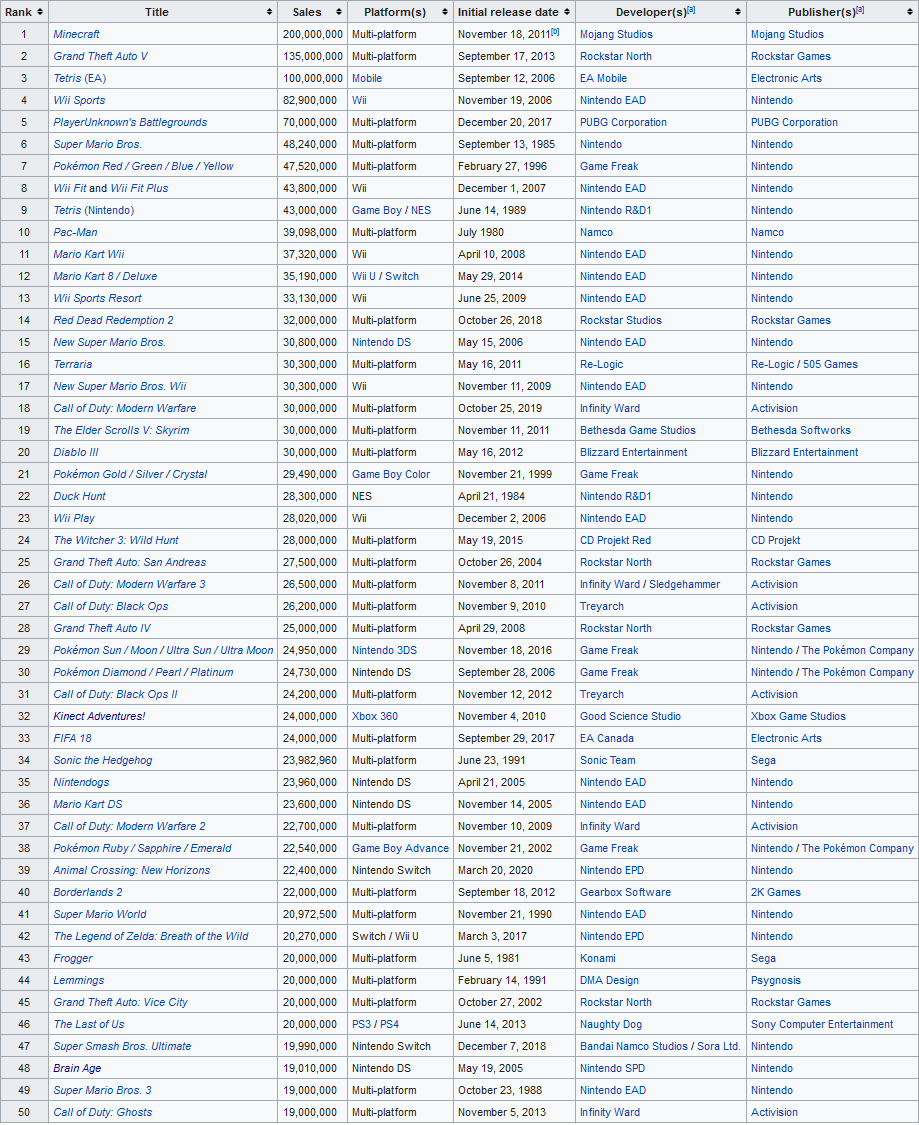 Rank Title Sales Platform(s) Initial release date Developer(s)[a] Publisher(s)[a]
1 Minecraft 200,000,000 Multi-platform November 18, 2011[b] Mojang Studios Mojang Studios
2 Grand Theft Auto V 135,000,000 Multi-platform September 17, 2013 Rockstar North Rockstar Games
3 Tetris (EA) 100,000,000 Mobile September 12, 2006 EA Mobile Electronic Arts
4 Wii Sports 82,900,000 Wii November 19, 2006 Nintendo EAD Nintendo
5 PlayerUnknown's Battlegrounds 70,000,000 Multi-platform December 20, 2017 PUBG Corporation PUBG Corporation
6 Super Mario Bros. 48,240,000 Multi-platform September 13, 1985 Nintendo Nintendo
7 Pokémon Red / Green / Blue / Yellow 47,520,000 Multi-platform February 27, 1996 Game Freak Nintendo
8 Wii Fit and Wii Fit Plus 43,800,000 Wii December 1, 2007 Nintendo EAD Nintendo
9 Tetris (Nintendo) 43,000,000 Game Boy / NES June 14, 1989 Nintendo R&D1 Nintendo
10 Pac-Man 39,098,000 Multi-platform July 1980 Namco Namco
11 Mario Kart Wii 37,320,000 Wii April 10, 2008 Nintendo EAD Nintendo
12 Mario Kart 8 / Deluxe 35,190,000 Wii U / Switch May 29, 2014 Nintendo EAD Nintendo
13 Wii Sports Resort 33,130,000 Wii June 25, 2009 Nintendo EAD Nintendo
14 Red Dead Redemption 2 32,000,000 Multi-platform October 26, 2018 Rockstar Studios Rockstar Games
15 New Super Mario Bros. 30,800,000 Nintendo DS May 15, 2006 Nintendo EAD Nintendo
16 Terraria 30,300,000 Multi-platform May 16, 2011 Re-Logic Re-Logic / 505 Games
17 New Super Mario Bros. Wii 30,300,000 Wii November 11, 2009 Nintendo EAD Nintendo
18 Call of Duty: Modern Warfare 30,000,000 Multi-platform October 25, 2019 Infinity Ward Activision
19 The Elder Scrolls V: Skyrim 30,000,000 Multi-platform November 11, 2011 Bethesda Game Studios Bethesda Softworks
20 Diablo III 30,000,000 Multi-platform May 16, 2012 Blizzard Entertainment Blizzard Entertainment
21 Pokémon Gold / Silver / Crystal 29,490,000 Game Boy Color November 21, 1999 Game Freak Nintendo
22 Duck Hunt 28,300,000 NES April 21, 1984 Nintendo R&D1 Nintendo
23 Wii Play 28,020,000 Wii December 2, 2006 Nintendo EAD Nintendo
24 The Witcher 3: Wild Hunt 28,000,000 Multi-platform May 19, 2015 CD Projekt Red CD Projekt
25 Grand Theft Auto: San Andreas 27,500,000 Multi-platform October 26, 2004 Rockstar North Rockstar Games
26 Call of Duty: Modern Warfare 3 26,500,000 Multi-platform November 8, 2011 Infinity Ward / Sledgehammer Activision
27 Call of Duty: Black Ops 26,200,000 Multi-platform November 9, 2010 Treyarch Activision
28 Grand Theft Auto IV 25,000,000 Multi-platform April 29, 2008 Rockstar North Rockstar Games
29 Pokémon Sun / Moon / Ultra Sun / Ultra Moon 24,950,000 Nintendo 3DS November 18, 2016 Game Freak Nintendo / The Pokémon Company
30 Pokémon Diamond / Pearl / Platinum 24,730,000 Nintendo DS September 28, 2006 Game Freak Nintendo / The Pokémon Company
31 Call of Duty: Black Ops II 24,200,000 Multi-platform November 12, 2012 Treyarch Activision
32 Kinect Adventures! 24,000,000 Xbox 360 November 4, 2010 Good Science Studio Xbox Game Studios
33 FIFA 18 24,000,000 Multi-platform September 29, 2017 EA Canada Electronic Arts
34 Sonic the Hedgehog 23,982,960 Multi-platform June 23, 1991 Sonic Team Sega
35 Nintendogs 23,960,000 Nintendo DS April 21, 2005 Nintendo EAD Nintendo
36 Mario Kart DS 23,600,000 Nintendo DS November 14, 2005 Nintendo EAD Nintendo
37 Call of Duty: Modern Warfare 2 22,700,000 Multi-platform November 10, 2009 Infinity Ward Activision
38 Pokémon Ruby / Sapphire / Emerald 22,540,000 Game Boy Advance November 21, 2002 Game Freak Nintendo / The Pokémon Company
39 Animal Crossing: New Horizons 22,400,000 Nintendo Switch March 20, 2020 Nintendo EPD Nintendo
40 Borderlands 2 22,000,000 Multi-platform September 18, 2012 Gearbox Software 2K Games
41 Super Mario World 20,972,500 Multi-platform November 21, 1990 Nintendo EAD Nintendo
42 The Legend of Zelda: Breath of the Wild 20,270,000 Switch / Wii U March 3, 2017 Nintendo EPD Nintendo
43 Frogger 20,000,000 Multi-platform June 5, 1981 Konami Sega
44 Lemmings 20,000,000 Multi-platform February 14, 1991 DMA Design Psygnosis
45 Grand Theft Auto: Vice City 20,000,000 Multi-platform October 27, 2002 Rockstar North Rockstar Games
46 The Last of Us 20,000,000 PS3 / PS4 June 14, 2013 Naughty Dog Sony Computer Entertainment
47 Super Smash Bros. Ultimate 19,990,000 Nintendo Switch December 7, 2018 Bandai Namco Studios / Sora Ltd. Nintendo
48 Brain Age 19,010,000 Nintendo DS May 19, 2005 Nintendo SPD Nintendo
49 Super Mario Bros. 3 19,000,000 Multi-platform October 23, 1988 Nintendo EAD Nintendo
50 Call of Duty: Ghosts 19,000,000 Multi-platform November 5, 2013 Infinity Ward Activision